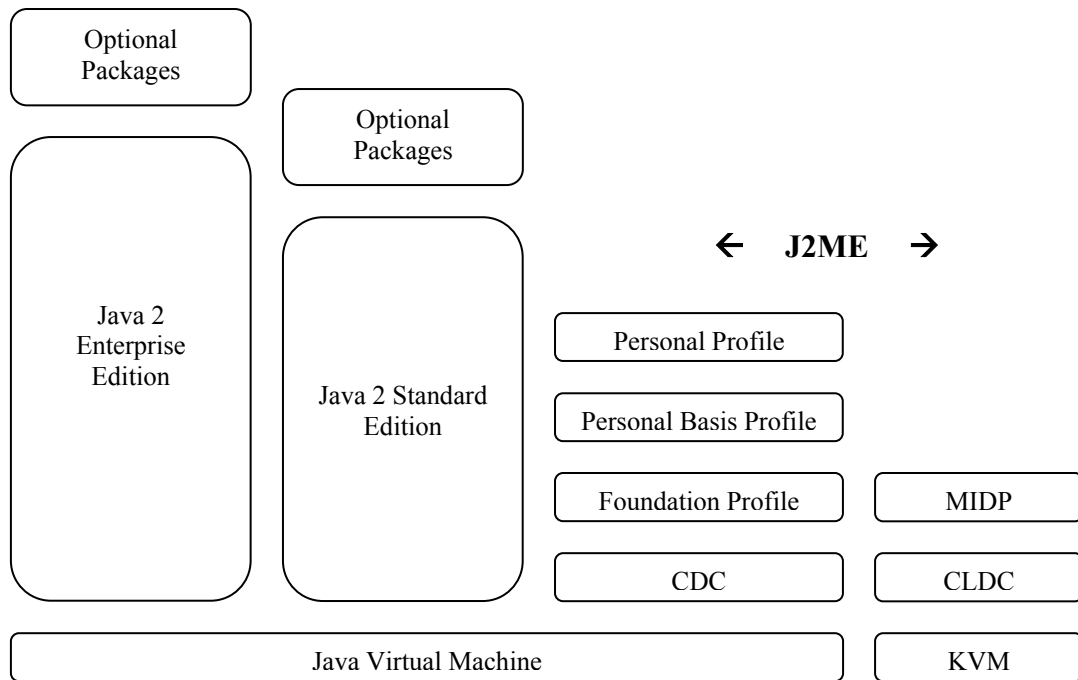 Optional
Packages
Optional
Packages
← J2ME →
Java 2
Enterprise
Edition
Java 2 Standard
Edition
Personal Profile
Personal Basis Profile
Foundation Profile
MIDP
CDC
CLDC
Java Virtual Machine
KVM